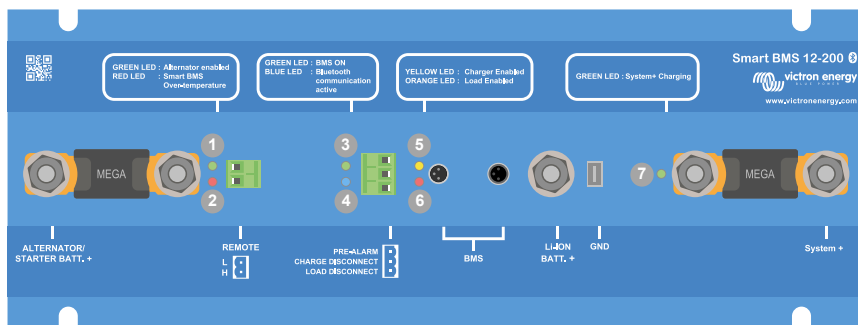 GREEN LED: Alternator enabled
RED LED : Smart BMS
Over-temperature
GREEN LED : BMS ON
BLUE LED : Bluetooth
communication
active
YELLOW LED : Charger Enabled
ORANGE LED : Load Enabled
GREEN LED: System+ Charging
Smart BMS 12-200
victron energy
BLUE POWER
www.victronenergy.com
1
3
5
MEGA
7
MEGA
2
4
6
ALTERNATOR/
STARTER BATT. +
REMOTE
L
H
PRE-ALARM
CHARGE DISCONNECT
LOAD DISCONNECT
BMS
LI-ION
BATT. +
GND
System +